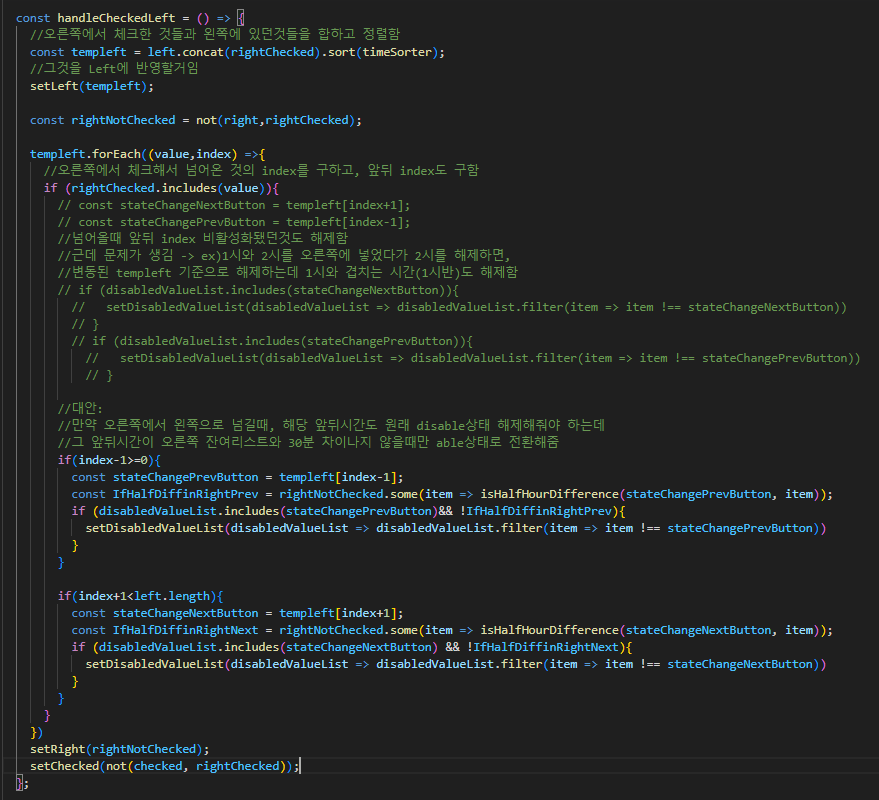 const handleCheckedLeft = () => {
//오른쪽에서 체크한 것들과 왼쪽에 있던것들을 합하고 정렬함
const templeft = left.concat(rightChecked).sort(timeSorter);
//그것을 Left에 반영할거임
setLeft(templeft);
const rightNotChecked = not(right,rightChecked);
templeft.forEach((value,index) =>{
//오른쪽에서 체크해서 넘어온 것의 index를 구하고, 앞뒤 index도 구함
if (rightChecked.includes(value)){
// const stateChangeNextButton = templeft[index+1];
// const stateChangePrevButton = templeft[index-1];
//넘어올때 앞뒤 index 비활성화됐던것도 해제함
//근데 문제가 생김 -> ex)1시와 2시를 오른쪽에 넣었다가 2시를 해제하면,
//변동된 templeft 기준으로 해제하는데 1시와 겹치는 시간(1시반)도 해제함
// if (disabledValueList.includes(stateChangeNextButton)){
//   setDisabledValueList(disabledValueList => disabledValueList.filter(item => item !== stateChangeNextButton))
// }
// if (disabledValueList.includes(stateChangePrevButton)){
//   setDisabledValueList(disabledValueList => disabledValueList.filter(item => item !== stateChangePrevButton))
// }
//대안:
//만약 오른쪽에서 왼쪽으로 넘길때, 해당 앞뒤시간도 원래 disable상태 해제해줘야 하는데
//그 앞뒤시간이 오른쪽 잔여리스트와 30분 차이나지 않을때만 able상태로 전환해줌
if(index-1>=0){
const stateChangePrevButton = templeft[index-1];
const IfHalfDiffinRightPrev = rightNotChecked.some(item => isHalfHourDifference(stateChangePrevButton, item));
if (disabledValueList.includes(stateChangePrevButton)&& !IfHalfDiffinRightPrev){
setDisabledValueList(disabledValueList => disabledValueList.filter(item => item !== stateChangePrevButton))
}
}
if(index+1<left.length){
const stateChangeNextButton = templeft[index+1];
const IfHalfDiffinRightNext = rightNotChecked.some(item => isHalfHourDifference(stateChangeNextButton, item));
if (disabledValueList.includes(stateChangeNextButton) && !IfHalfDiffinRightNext){
setDisabledValueList(disabledValueList => disabledValueList.filter(item => item !== stateChangeNextButton))
}
}
}
})
setRight(rightNotChecked);
setChecked(not(checked, rightChecked));
};